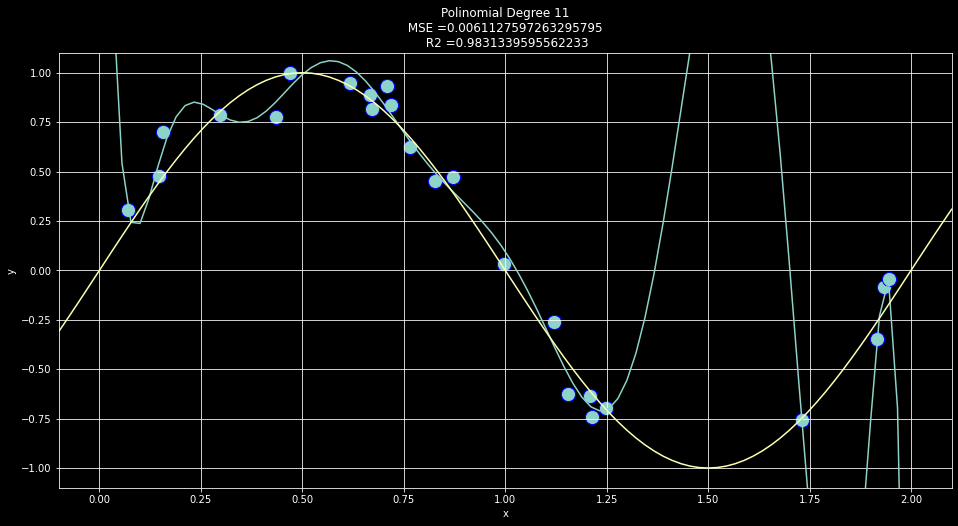 Polinomial Degree 11
MSE =0.0061127597263295795
R2 =0.9831339595562233
1.00
0.75
0.50
0.25
0.00
−0.25
−0.50
−0.75
−1.00
y
0.00 0.25 0.50 0.75 1.00 1.25 1.50 1.75 2.00
x